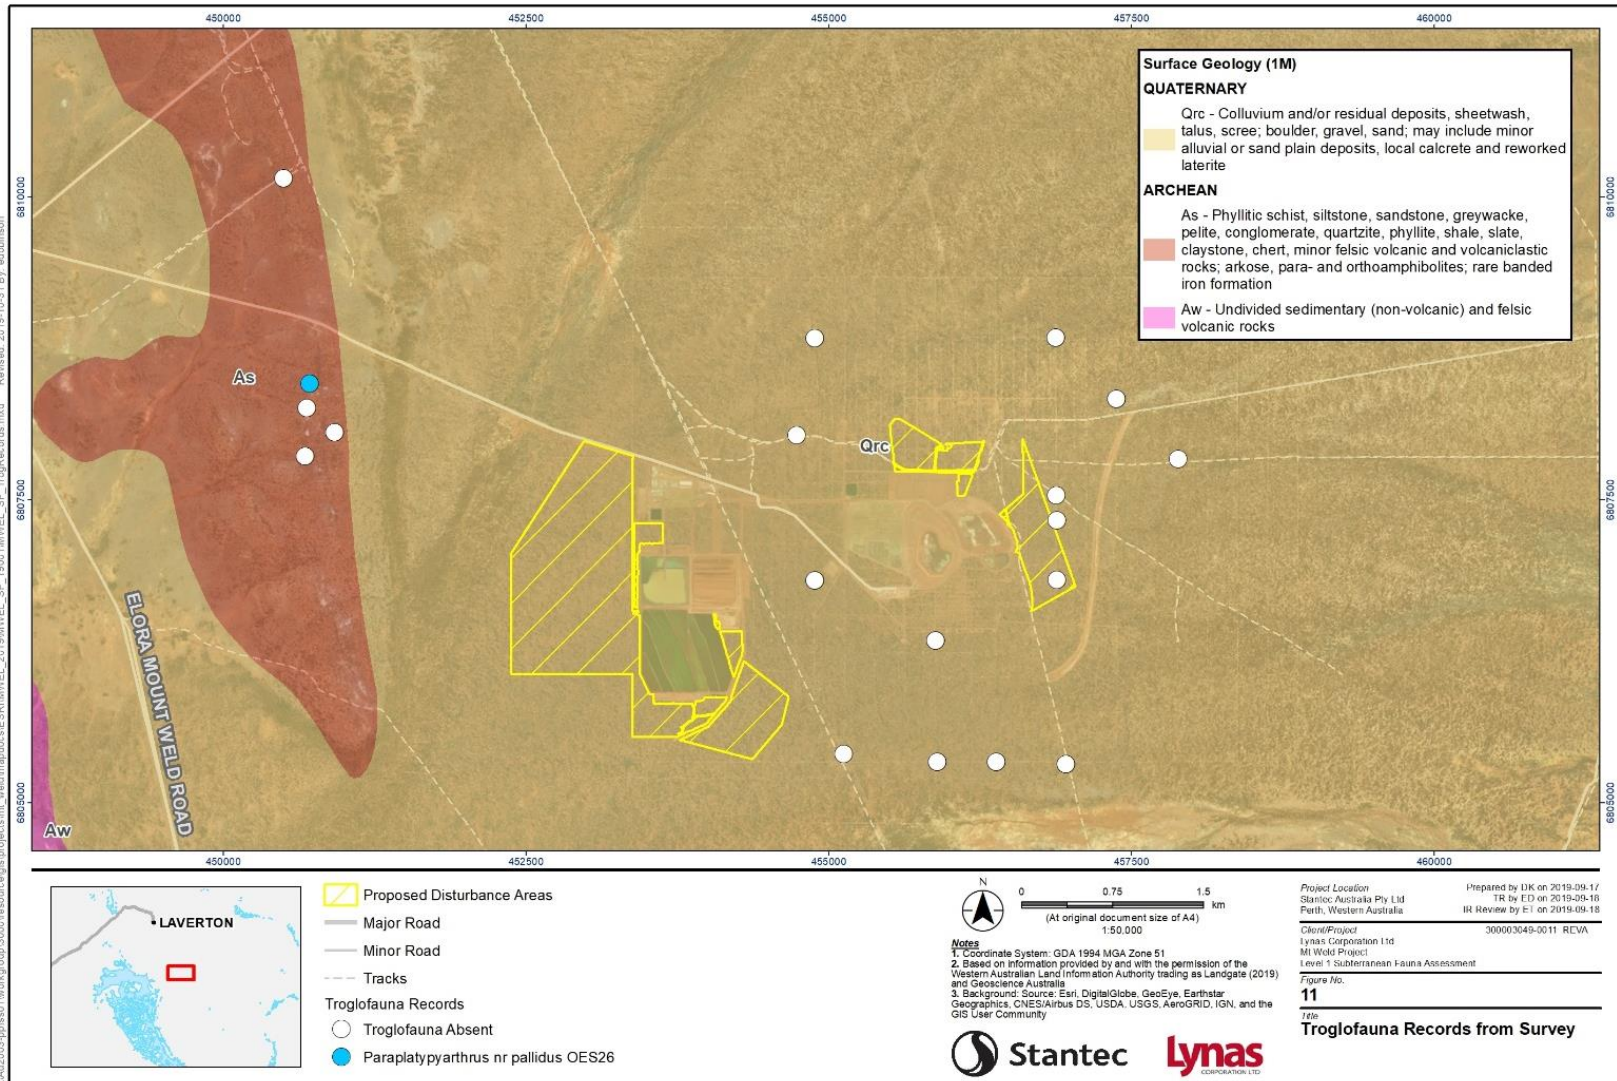 450000
452500
455000
457500
460000
Surface Geology (1M)
QUATERNARY
Qrc - Colluvium and/or residual deposits, sheetwash,
talus, scree; boulder, gravel, sand; may include minor
alluvial or sand plain deposits, local calcrete and reworked
laterite
ARCHEAN
As - Phyllitic schist, siltstone, sandstone, greywacke,
pelite, conglomerate, quartzite, phyllite, shale, slate,
claystone, chert, minor felsic volcanic and volcaniclastic
rocks; arkose, para- and orthoamphibolites; rare banded
iron formation
Aw - Undivided sedimentary (non-volcanic) and felsic
volcanic rocks
6810000
6810000
As
Qrc
6807500
6807500
ELORA MOUNT WELD ROAD
6805000
6805000
Aw
450000
452500
455000
457500
460000
LAVERTON
Proposed Disturbance Areas
Major Road
Minor Road
Tracks
Troglofauna Records
Troglofauna Absent
Paraplatyarthrus nr pallidus OES26
N
0 0.75 1.5
km
(At original document size of A4)
1:50,000
Notes
1. Coordinate System: GDA 1994 MGA Zone 51
2. Based on information provided by and with the permission of the
Western Australian Land Information Authority trading as Landgate (2019)
and Geoscience Australia
3. Background: Source: Esri, DigitalGlobe, GeoEye, Earthstar
Geographics, CNES/Airbus DS, USDA, USGS, AeroGRID, IGN, and the
GIS User Community
Stantec
Lynas
CORPORATION LTD
Project Location
Stantec Australia Pty Ltd
Perth, Western Australia
Prepared by DK on 2019-09-17
TR by ED on 2019-09-18
IR Review by ET on 2019-09-18
Client/Project
300003049-0011 REVA
Lynas Corporation Ltd
Mt Weld Project
Level 1 Subterranean Fauna Assessment
Figure No.
11
Title
Troglofauna Records from Survey